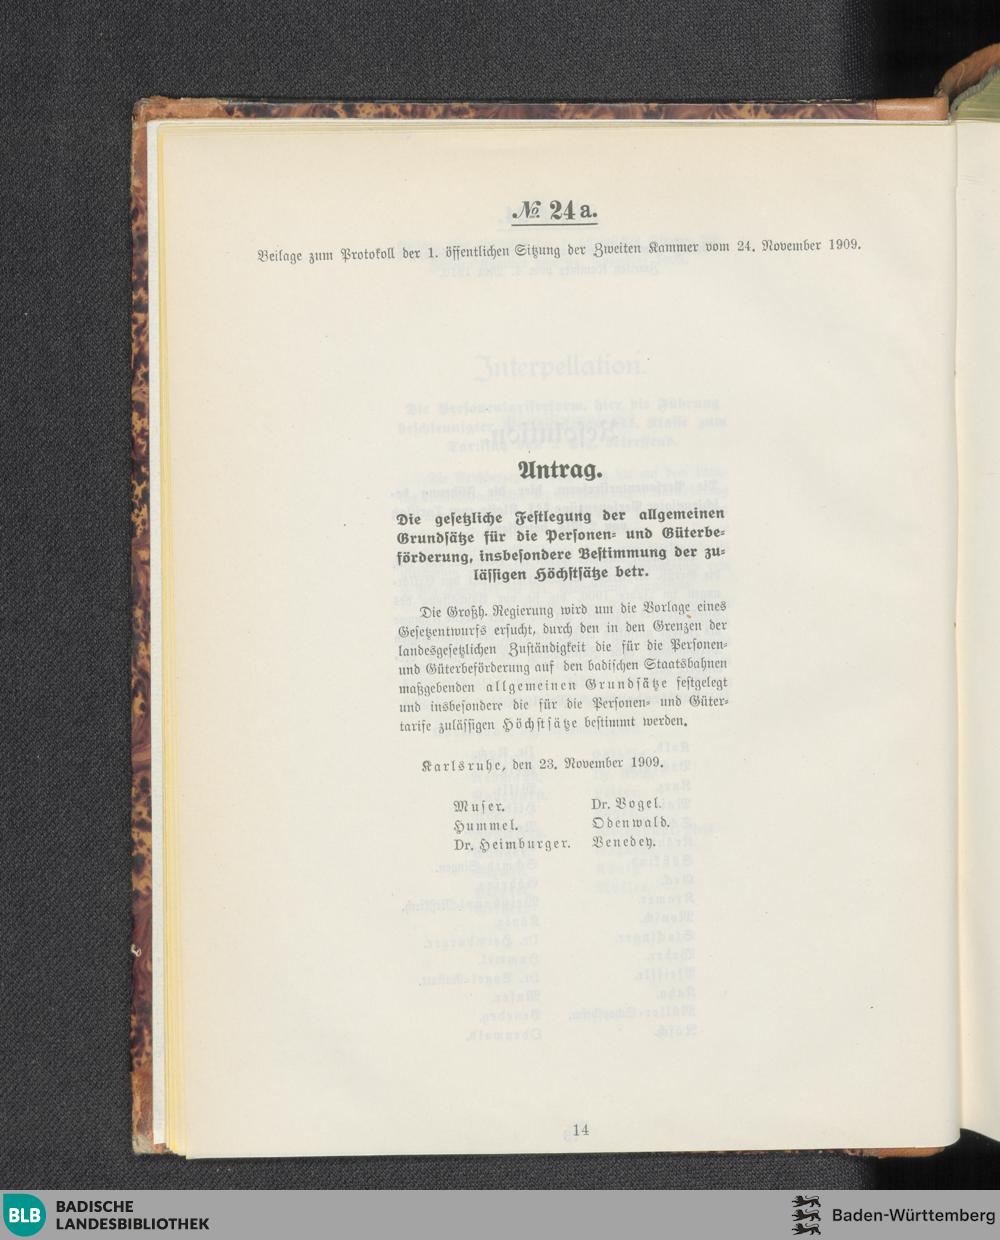 № 24 a.
Beilage zum Protokoll der 1. öffentlichen Sitzung der Zweiten Kammer vom 24. November 1909.
Antrag.
Die gesetzliche Festlegung der allgemeinen
Grundsätze für die Personen- und Güterbe-
förderung, insbesondere Bestimmung der zu-
lässigen Höchstsätze betr.
Die Großh. Regierung wird um die Vorlage eines
Gesetzentwurfs ersucht, durch den in den Grenzen der
landesgesetzlichen Zuständigkeit die für die Personen-
und Güterbeförderung auf den badischen Staatsbahnen
maßgebenden allgemeinen Grundsätze festgelegt
und insbesondere die für die Personen- und Güter-
tarife zulässigen Höchstsätze bestimmt werden.
Karlsruhe, den 23. November 1909.
Muser. Dr. Vogel.
Hummel. Odenwald.
Dr. Heimburger. Venedey.
14
BLB BADISCHE
LANDESBIBLIOTHEK
Baden-Württemberg